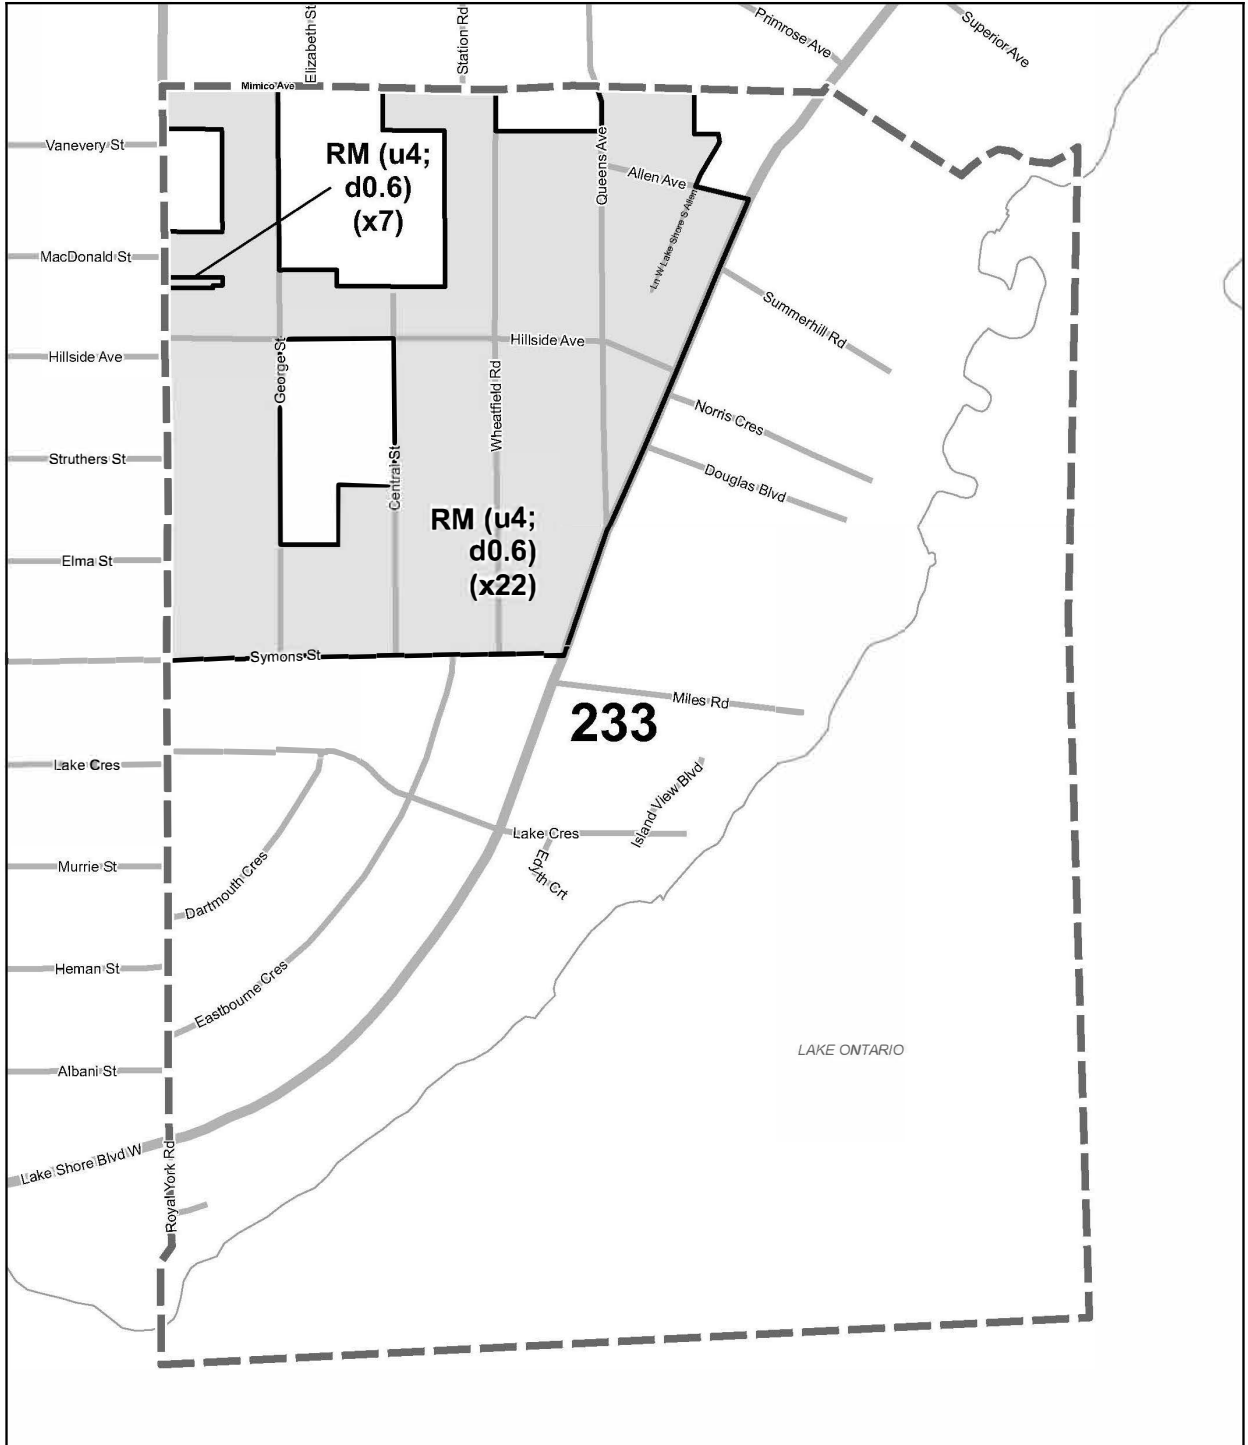 Elizabeth St
Station Rd
Primrose Ave
Superior Ave
Mimico Ave
Vanevery St
RM (u4;
d0.6)
(x7)
Queens Ave
Allen Ave
Ln W Lake Shore S Allen
MacDonald St
Summerhill Rd
Hillside Ave
Hillside Ave
George St
Wheatfield Rd
Norris Cres
Struthers St
Central St
Douglas Blvd
RM (u4;
d0.6)
(x22)
Elma St
Symons St
Miles Rd
233
Lake Cres
Island View Blvd
Lake Cres
Edyth Crt
Murrie St
Dartmouth Cres
Heman St
Eastbourne Cres
LAKE ONTARIO
Albani St
Lake Shore Blvd W
Royal York Rd